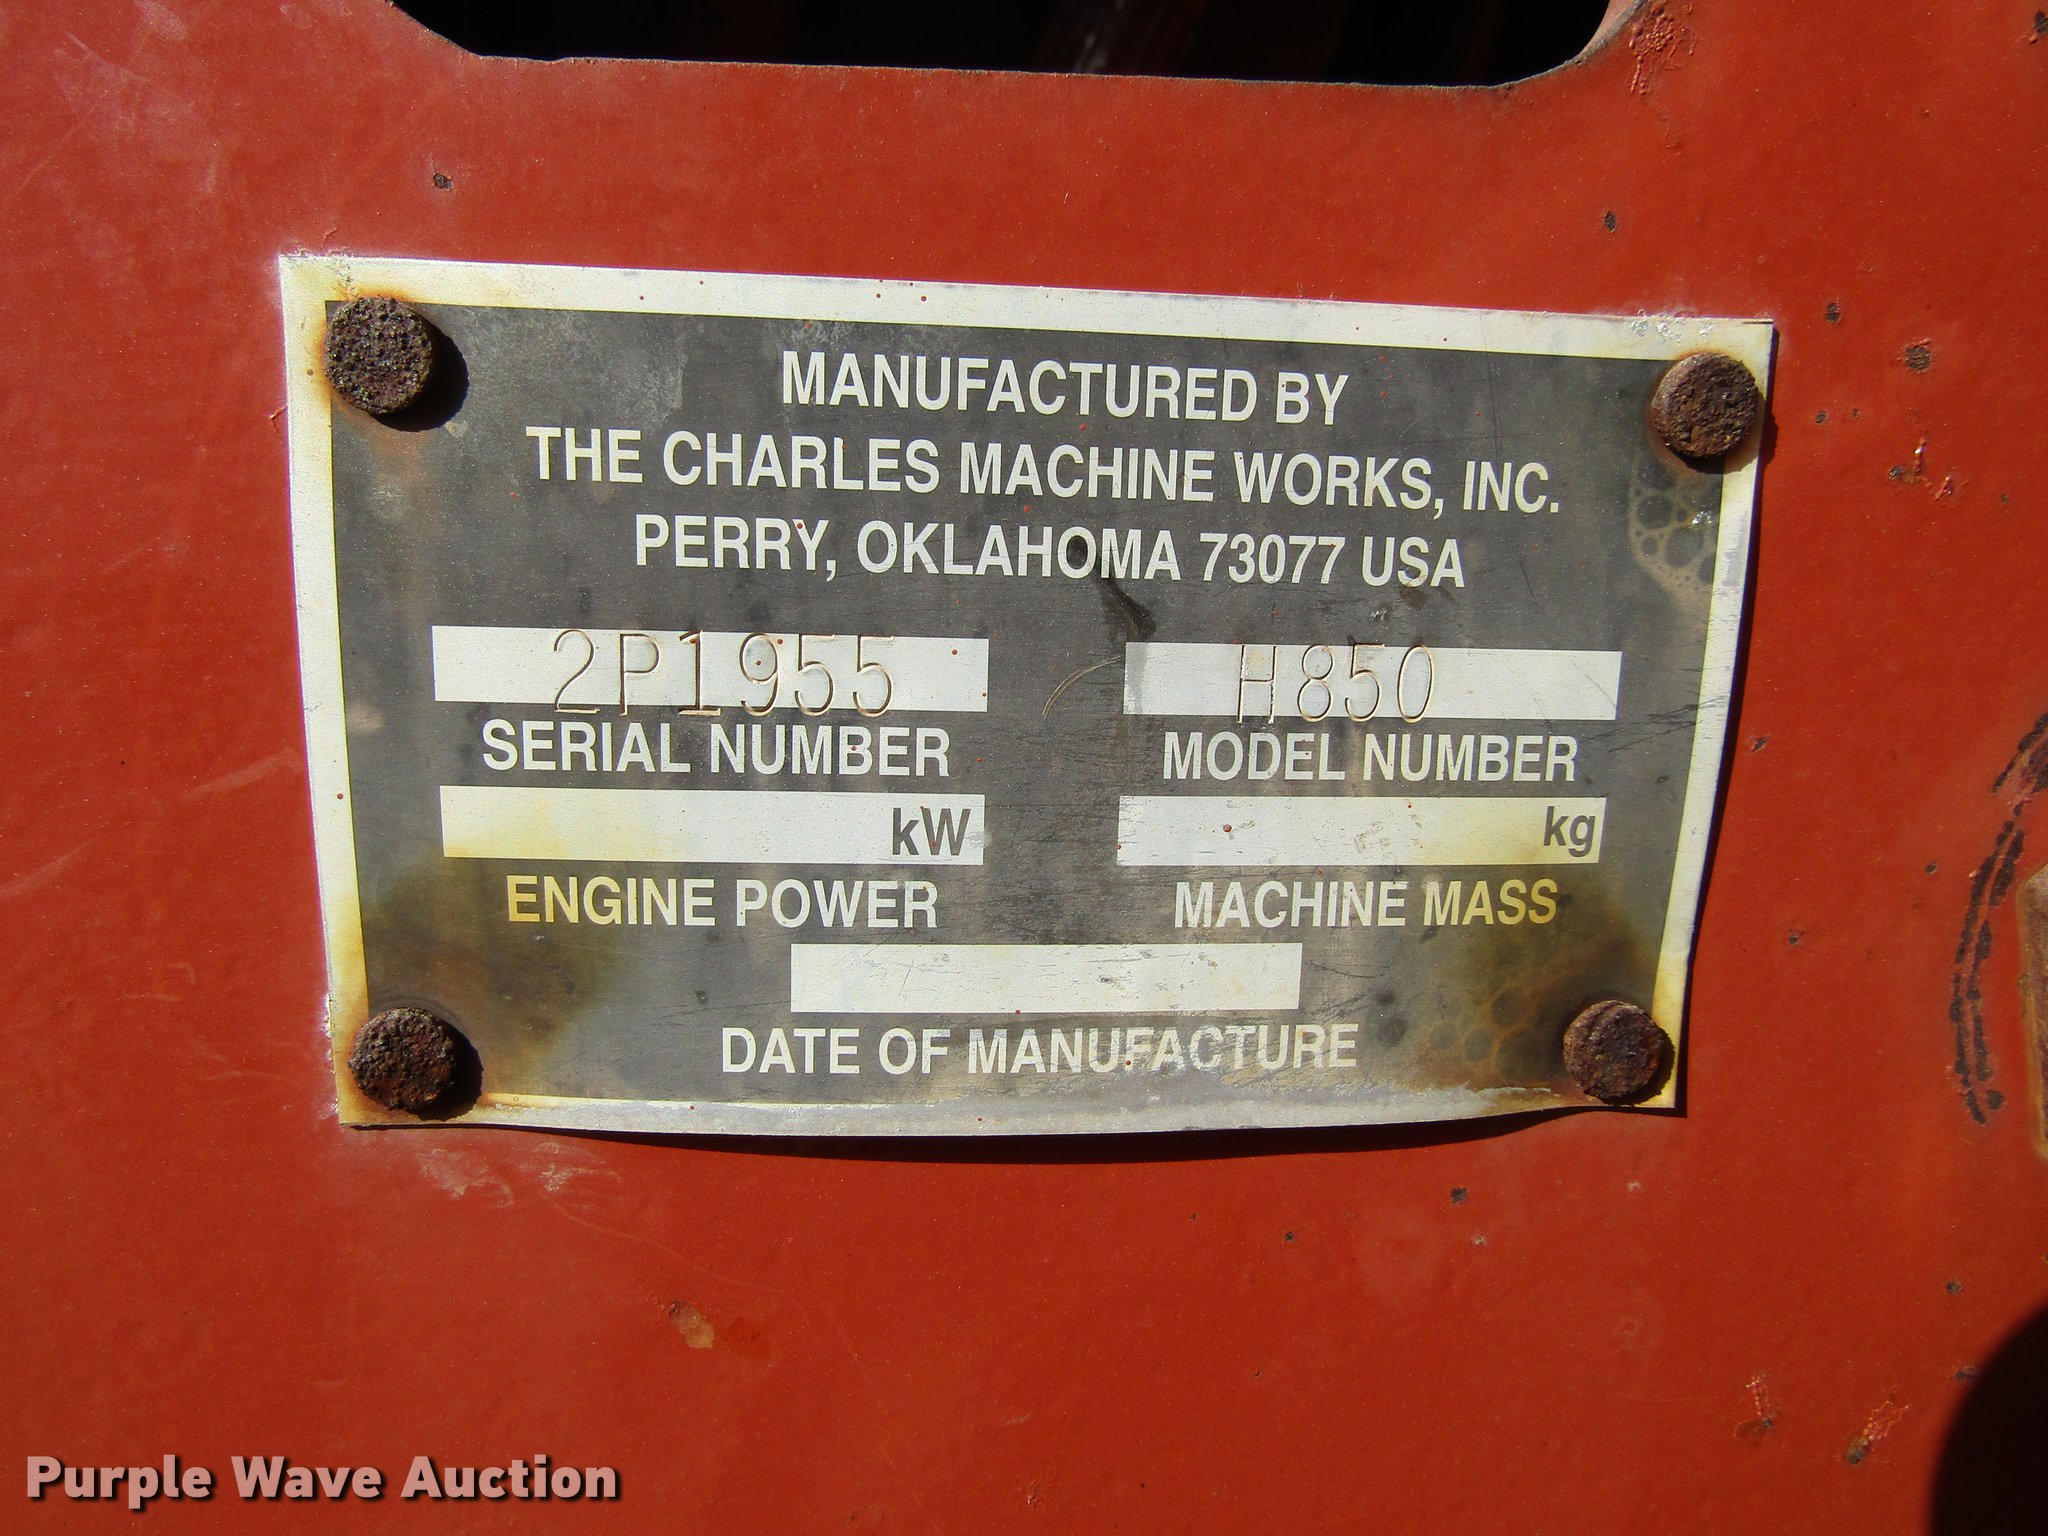 MANUFACTURED BY
THE CHARLES MACHINE WORKS, INC.
PERRY, OKLAHOMA 73077 USA
2P1955 H850
SERIAL NUMBER MODEL NUMBER
kW kg
ENGINE POWER MACHINE MASS
DATE OF MANUFACTURE
Purple Wave Auction